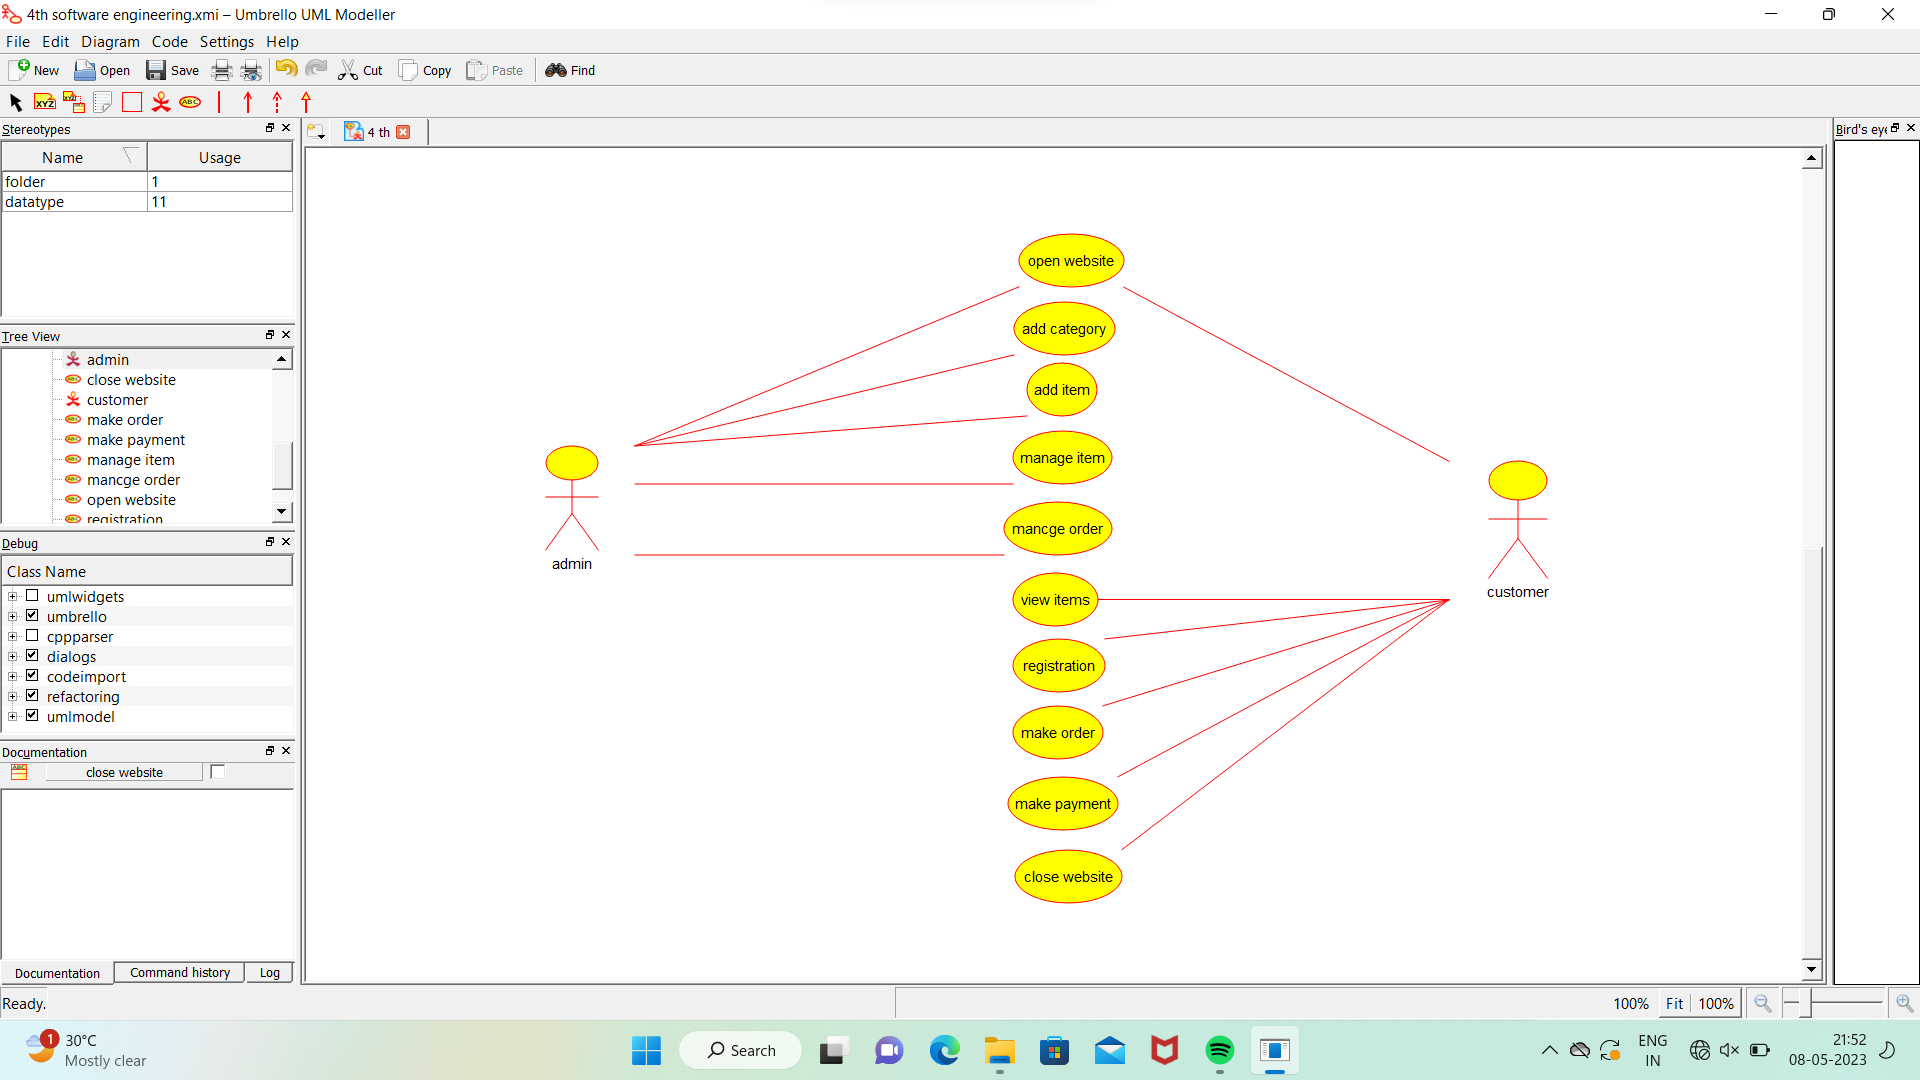 4th software engineering.xmi – Umbrello UML Modeller
File Edit Diagram Code Settings Help
New Open Save Cut Copy Paste Find
XYZ ABC
Stereotypes
Name Usage
folder 1
datatype 11
Tree View
admin
close website
customer
make order
make payment
manage item
mancge order
open website
registration
Debug
Class Name
umlwidgets
umbrello
cppparser
dialogs
codeimport
refactoring
umlmodel
Documentation
close website
Documentation Command history Log
4 th
Bird's eye
open website
add category
add item
manage item
mancge order
view items
registration
make order
make payment
close website
admin
customer
Ready.
100% Fit 100%
1
30°C
Mostly clear
Search
ENG
IN
21:52
08-05-2023